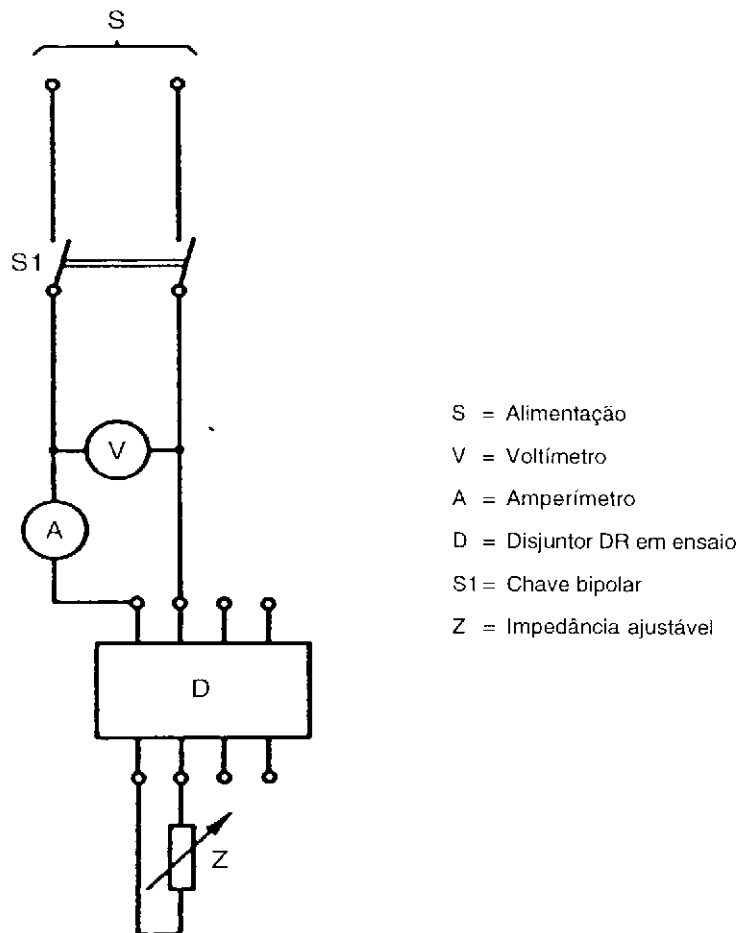 S
S1
V
A
D
Z
S = Alimentação
V = Voltímetro
A = Amperímetro
D = Disjuntor DR em ensaio
S1 = Chave bipolar
Z = Impedância ajustável